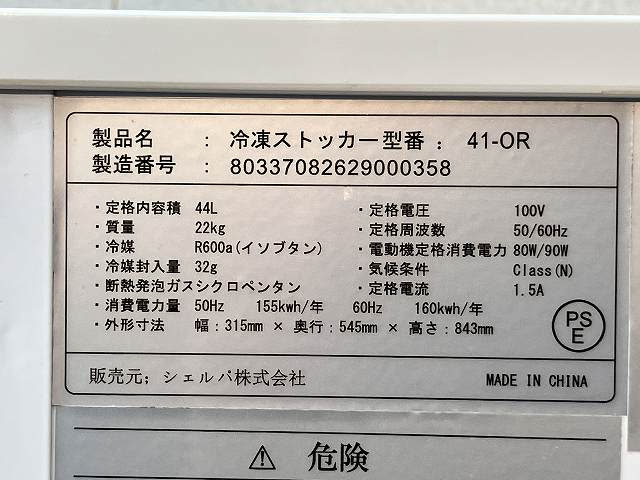 製品名 : 冷凍ストッカー型番 : 41-OR
製造番号 : 80337082629000358
・定格内容積 44L
・質量 22kg
・冷媒 R600a(イソブタン)
・冷媒封入量 32g
・断熱発泡ガスシクロペンタン
・定格電圧 100V
・定格周波数 50/60Hz
・電動機定格消費電力 80W/90W
・気候条件 Class(N)
・定格電流 1.5A
・消費電力量 50Hz 155kwh/年 60Hz 160kwh/年
・外形寸法 幅:315mm × 奥行:545mm × 高さ:843mm
PS
E
販売元; シェルパ株式会社 MADE IN CHINA
⚠ 危険